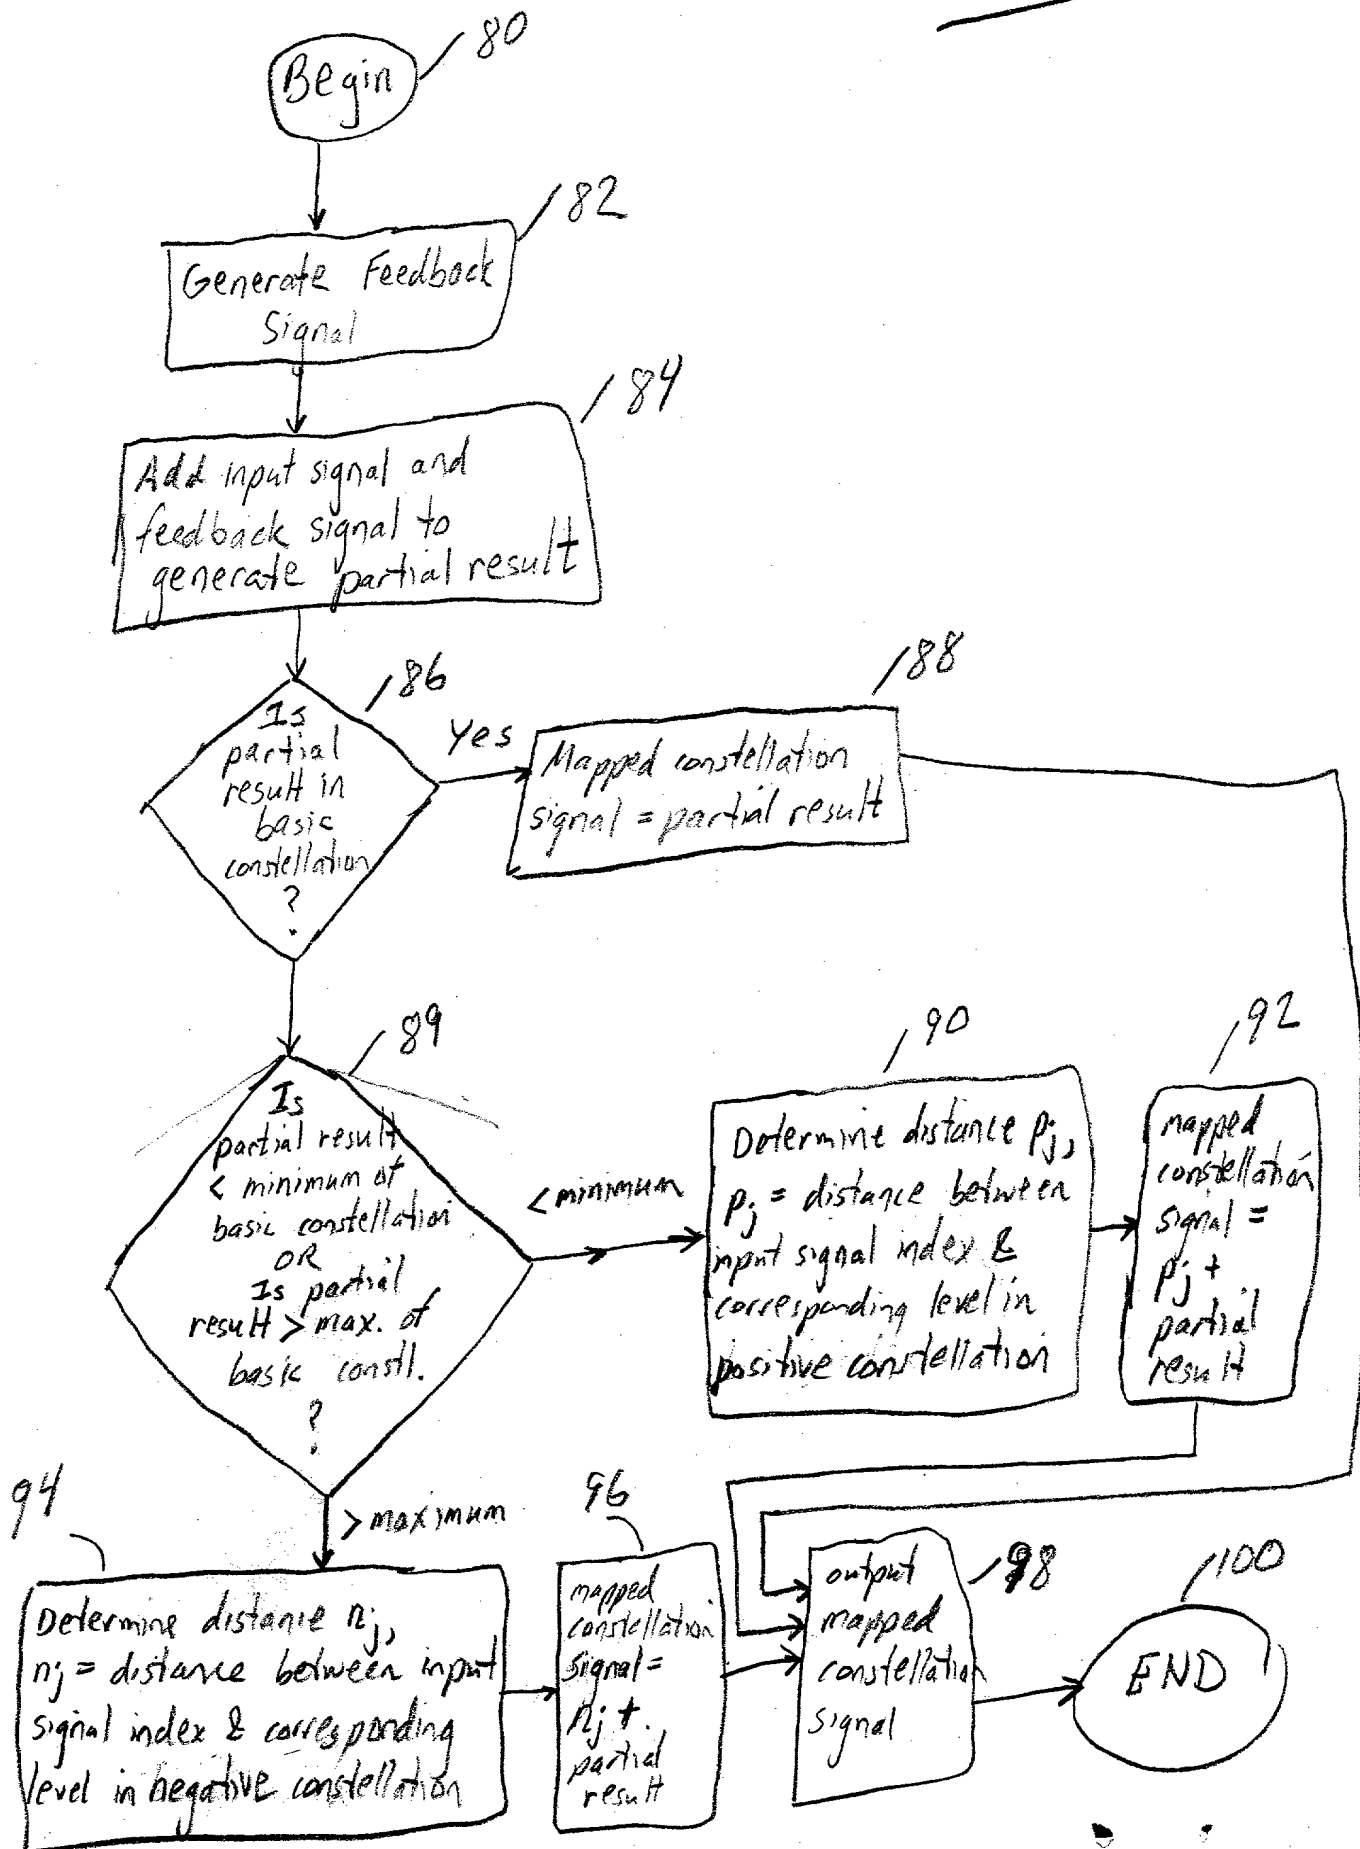 Begin
80
82
Generate Feedback
Signal
84
Add input signal and
feedback signal to
generate partial result
86
Is
partial
result in
basic
constellation
?
Yes
88
Mapped constellation
signal = partial result
89
Is
partial result
< minimum of
basic constellation
OR
Is partial
result > max. of
basic constl.
?
< minimum
90
Determine distance pj,
pj = distance between
input signal index &
corresponding level in
positive constellation
92
mapped
constellation
signal =
pj +
partial
result
> maximum
94
Determine distance nj,
nj = distance between input
signal index & corresponding
level in negative constellation
96
mapped
constellation
signal =
nj +
partial
result
98
output
mapped
constellation
signal
100
END